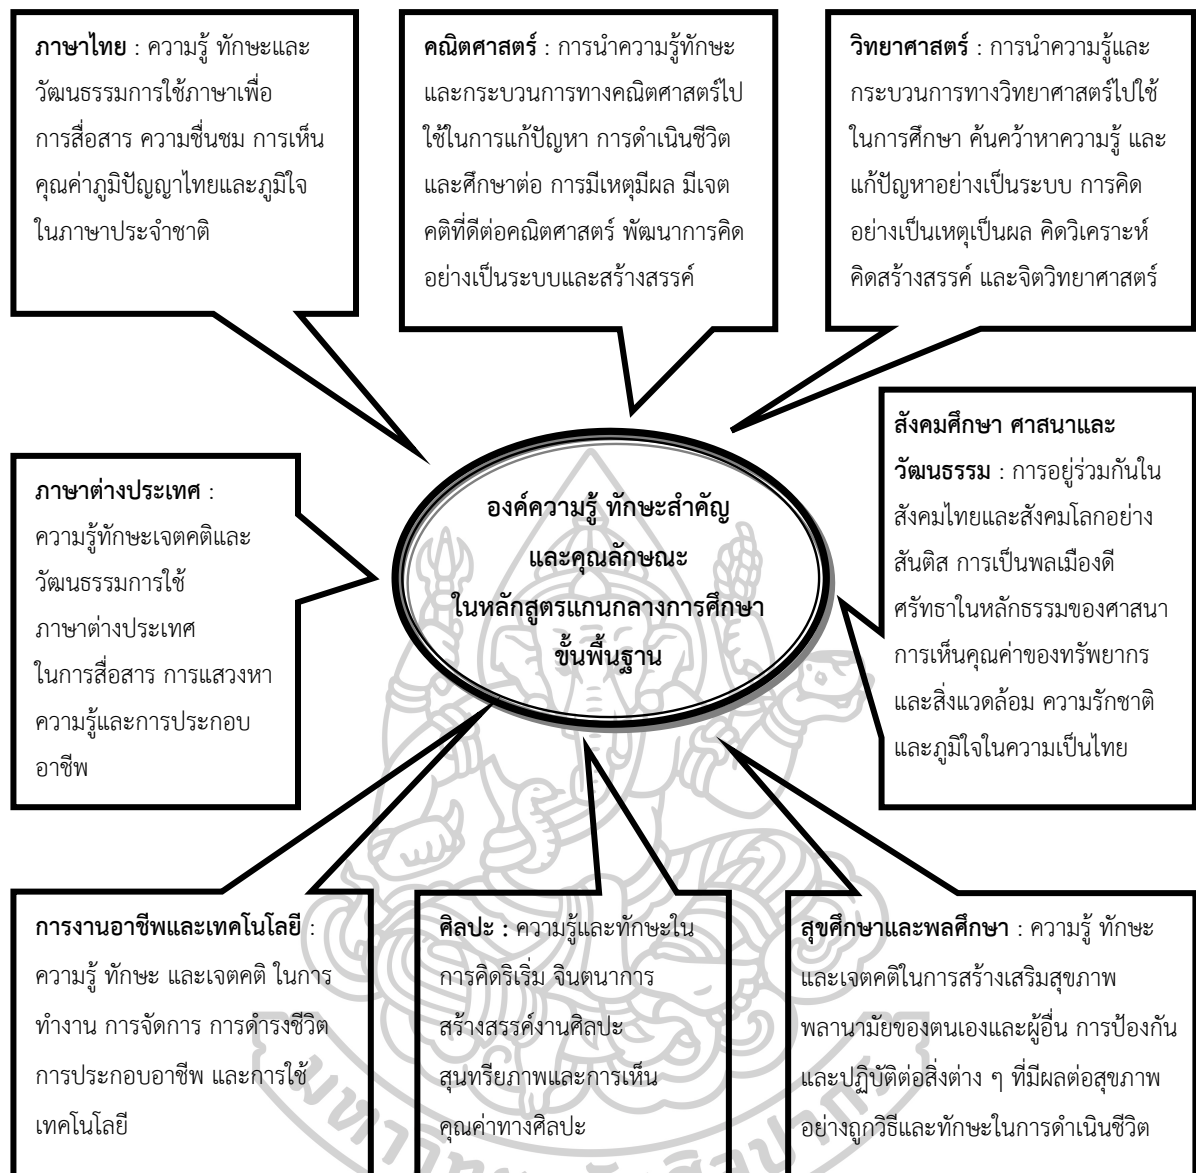 ภาษาไทย : ความรู้ ทักษะและ
วัฒนธรรมการใช้ภาษาเพื่อ
การสื่อสาร ความชื่นชม การเห็น
คุณค่าภูมิปัญญาไทยและภูมิใจ
ในภาษาประจำชาติ
คณิตศาสตร์ : การนำความรู้ทักษะ
และกระบวนการทางคณิตศาสตร์ไป
ใช้ในการแก้ปัญหา การดำเนินชีวิต
และศึกษาต่อ การมีเหตุมีผล มีเจต
คติที่ดีต่อคณิตศาสตร์ พัฒนาการคิด
อย่างเป็นระบบและสร้างสรรค์
วิทยาศาสตร์ : การนำความรู้และ
กระบวนการทางวิทยาศาสตร์ไปใช้
ในการศึกษา ค้นคว้าหาความรู้ และ
แก้ปัญหาอย่างเป็นระบบ การคิด
อย่างเป็นเหตุเป็นผล คิดวิเคราะห์
คิดสร้างสรรค์ และจิตวิทยาศาสตร์
ภาษาต่างประเทศ :
ความรู้ทักษะเจตคติและ
วัฒนธรรมการใช้
ภาษาต่างประเทศ
ในการสื่อสาร การแสวงหา
ความรู้และการประกอบ
อาชีพ
องค์ความรู้ ทักษะสำคัญ
และคุณลักษณะ
ในหลักสูตรแกนกลางการศึกษา
ขั้นพื้นฐาน
สังคมศึกษา ศาสนาและ
วัฒนธรรม : การอยู่ร่วมกันใน
สังคมไทยและสังคมโลกอย่าง
สันติส การเป็นพลเมืองดี
ศรัทธาในหลักธรรมของศาสนา
การเห็นคุณค่าของทรัพยากร
และสิ่งแวดล้อม ความรักชาติ
และภูมิใจในความเป็นไทย
การงานอาชีพและเทคโนโลยี :
ความรู้ ทักษะ และเจตคติ ในการ
ทำงาน การจัดการ การดำรงชีวิต
การประกอบอาชีพ และการใช้
เทคโนโลยี
ศิลปะ : ความรู้และทักษะใน
การคิดริเริ่ม จินตนาการ
สร้างสรรค์งานศิลปะ
สุนทรียภาพและการเห็น
คุณค่าทางศิลปะ
สุขศึกษาและพลศึกษา : ความรู้ ทักษะ
และเจตคติในการสร้างเสริมสุขภาพ
พลานามัยของตนเองและผู้อื่น การป้องกัน
และปฏิบัติต่อสิ่งต่าง ๆ ที่มีผลต่อสุขภาพ
อย่างถูกวิธีและทักษะในการดำเนินชีวิต